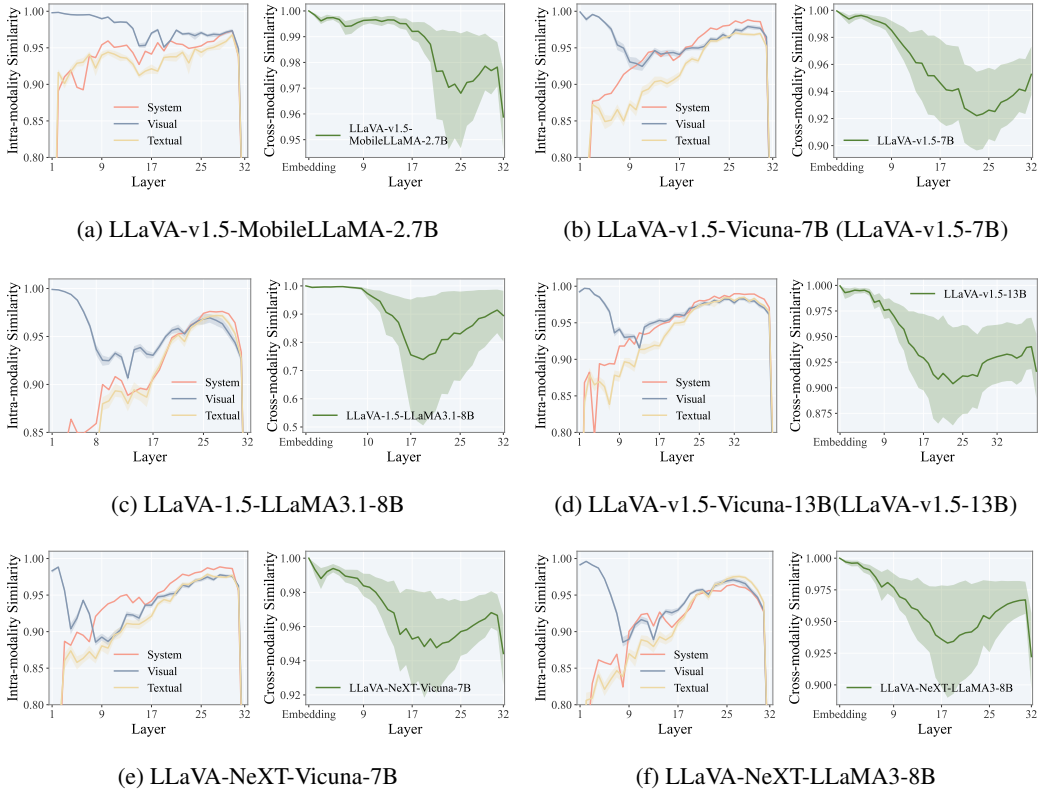 Intra-modality Similarity
1.00
0.95
0.90
0.85
0.80
System
Visual
Textual
1
9
17
25
32
Layer
Cross-modality Similarity
1.00
0.99
0.98
0.97
0.96
0.95
LLaVA-v1.5-
MobileLLaMA-2.7B
Embedding
9
17
25
32
Layer
(a) LLaVA-v1.5-MobileLLaMA-2.7B
Intra-modality Similarity
1.00
0.95
0.90
0.85
0.80
System
Visual
Textual
1
9
17
25
32
Layer
Cross-modality Similarity
1.00
0.98
0.96
0.94
0.92
0.90
LLaVA-v1.5-7B
Embedding
9
17
25
32
Layer
(b) LLaVA-v1.5-Vicuna-7B (LLaVA-v1.5-7B)
Intra-modality Similarity
1.00
0.95
0.90
0.85
System
Visual
Textual
1
8
17
25
32
Layer
Cross-modality Similarity
1.0
0.9
0.8
0.7
0.6
0.5
LLaVA-1.5-LLaMA3.1-8B
Embedding
10
17
25
32
Layer
(c) LLaVA-1.5-LLaMA3.1-8B
Intra-modality Similarity
1.00
0.95
0.90
0.85
0.80
System
Visual
Textual
1
9
17
25
32
Layer
Cross-modality Similarity
1.000
0.975
0.950
0.925
0.900
0.875
LLaVA-v1.5-13B
Embedding
9
17
25
32
Layer
(d) LLaVA-v1.5-Vicuna-13B(LLaVA-v1.5-13B)
Intra-modality Similarity
1.00
0.95
0.90
0.85
0.80
System
Visual
Textual
1
9
17
25
32
Layer
Cross-modality Similarity
1.00
0.98
0.96
0.94
0.92
LLaVA-NeXT-Vicuna-7B
Embedding
9
17
25
32
Layer
(e) LLaVA-NeXT-Vicuna-7B
Intra-modality Similarity
1.00
0.95
0.90
0.85
0.80
System
Visual
Textual
1
9
17
25
32
Layer
Cross-modality Similarity
1.000
0.975
0.950
0.925
0.900
LLaVA-NeXT-LLaMA3-8B
Embedding
9
17
25
32
Layer
(f) LLaVA-NeXT-LLaMA3-8B